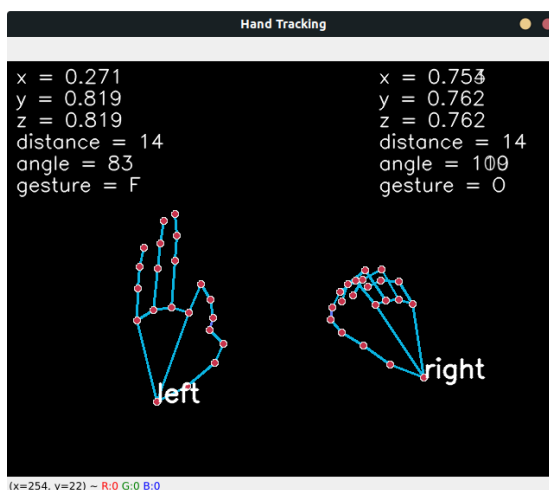 Hand Tracking
x = 0.271
y = 0.819
z = 0.819
distance = 14
angle = 83
gesture = F
x =
y = 0.762
z = 0.762
distance = 14
angle =
gesture = O
left
right
(x=254, y=22) ~ R:0 G:0 B:0